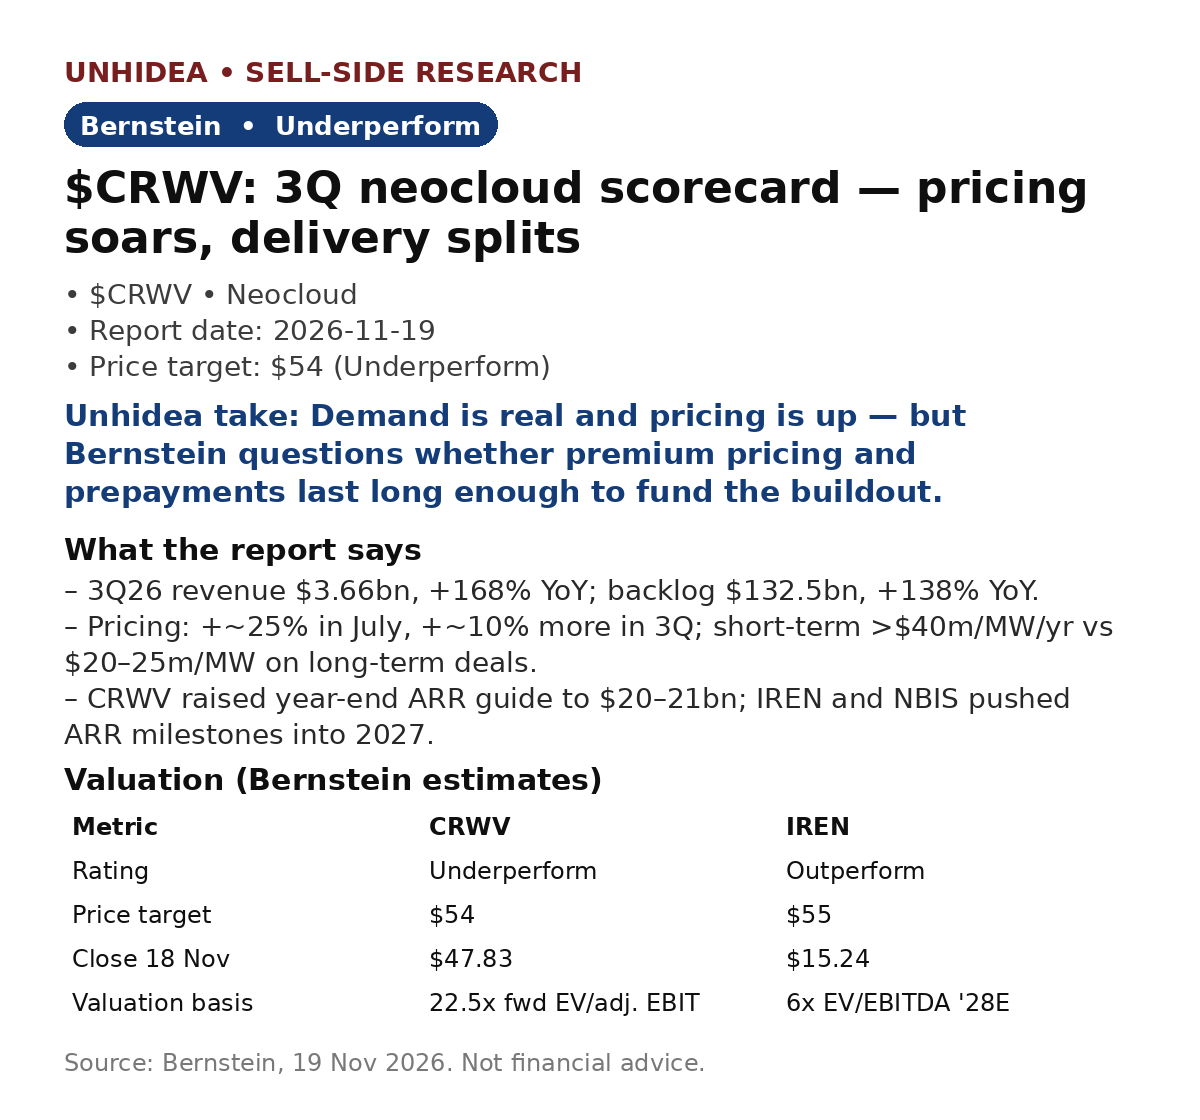 UNHIDEA • SELL-SIDE RESEARCH
Bernstein • Underperform
$CRWV: 3Q neocloud scorecard — pricing
soars, delivery splits
• $CRWV • Neocloud
• Report date: 2026-11-19
• Price target: $54 (Underperform)
Unhidea take: Demand is real and pricing is up — but
Bernstein questions whether premium pricing and
prepayments last long enough to fund the buildout.
What the report says
– 3Q26 revenue $3.66bn, +168% YoY; backlog $132.5bn, +138% YoY.
– Pricing: +~25% in July, +~10% more in 3Q; short-term >$40m/MW/yr vs
$20–25m/MW on long-term deals.
– CRWV raised year-end ARR guide to $20–21bn; IREN and NBIS pushed
ARR milestones into 2027.
Valuation (Bernstein estimates)
Metric CRWV IREN
Rating Underperform Outperform
Price target $54 $55
Close 18 Nov $47.83 $15.24
Valuation basis 22.5x fwd EV/adj. EBIT 6x EV/EBITDA '28E
Source: Bernstein, 19 Nov 2026. Not financial advice.